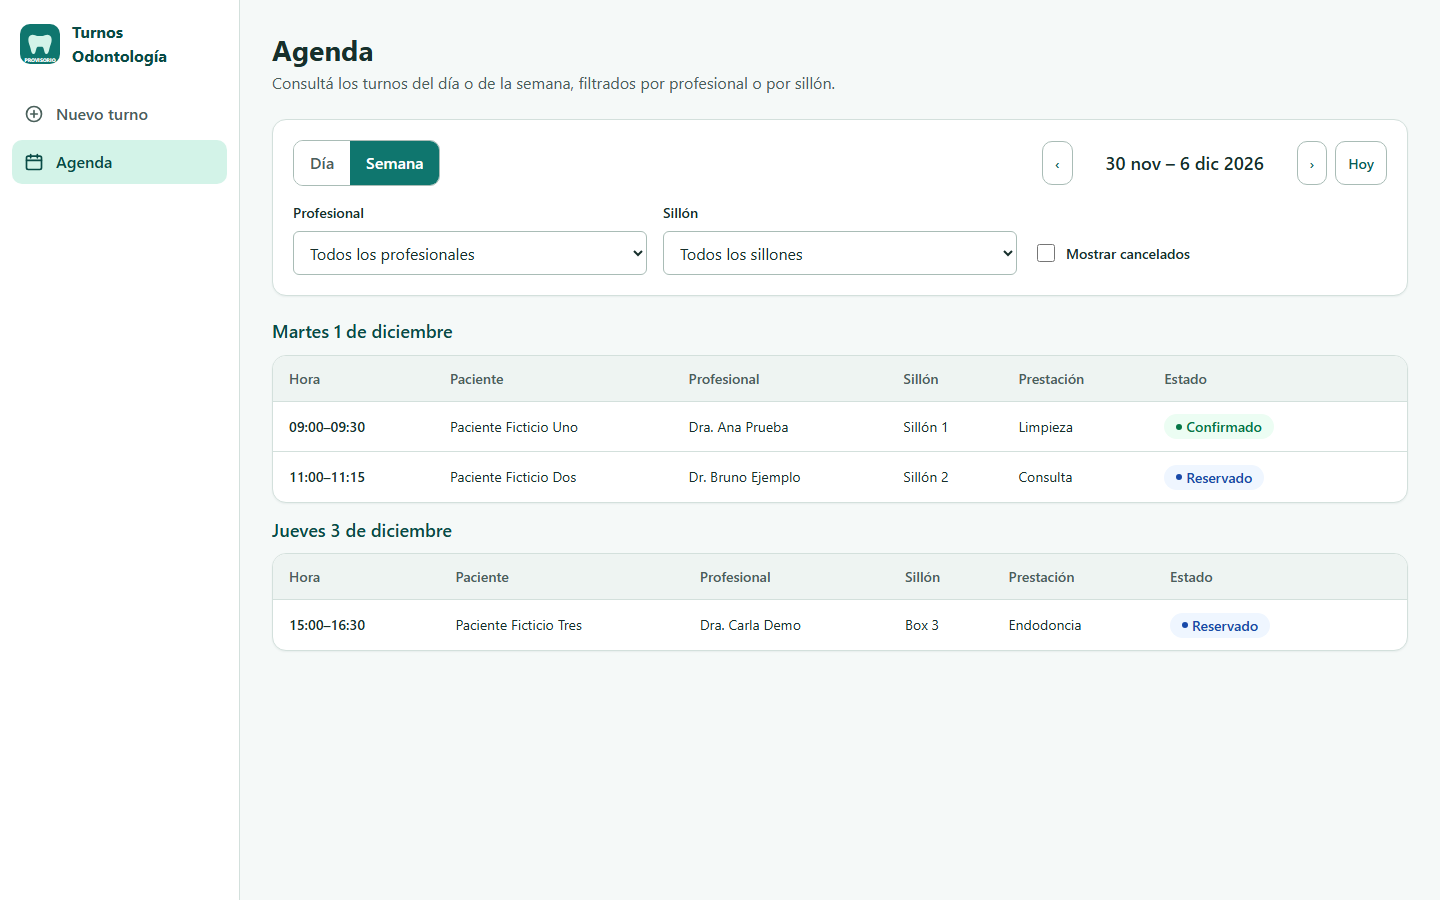 PROVISORIO
Turnos
Odontología
Nuevo turno
Agenda
Agenda
Consultá los turnos del día o de la semana, filtrados por profesional o por sillón.
Día Semana ‹ 30 nov – 6 dic 2026 › Hoy
Profesional Sillón
Todos los profesionales Todos los sillones Mostrar cancelados
Martes 1 de diciembre
Hora Paciente Profesional Sillón Prestación Estado
09:00–09:30 Paciente Ficticio Uno Dra. Ana Prueba Sillón 1 Limpieza Confirmado
11:00–11:15 Paciente Ficticio Dos Dr. Bruno Ejemplo Sillón 2 Consulta Reservado
Jueves 3 de diciembre
Hora Paciente Profesional Sillón Prestación Estado
15:00–16:30 Paciente Ficticio Tres Dra. Carla Demo Box 3 Endodoncia Reservado